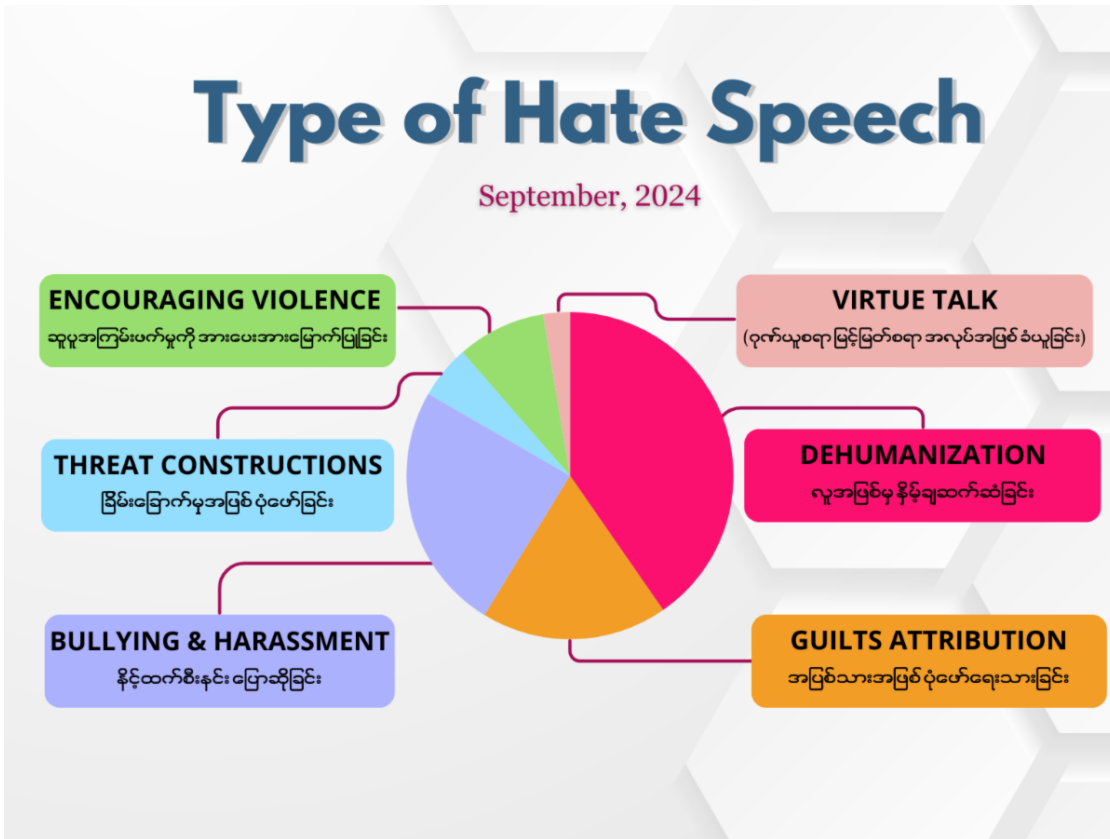 Type of Hate Speech
September, 2024
ENCOURAGING VIOLENCE
ဆူပူအကြမ်းဖက်မှုကို အားပေးအားမြှောက်ပြုခြင်း
VIRTUE TALK
(ဂုဏ်ယူစရာ မြင့်မြတ်စရာ အလုပ်အဖြစ် ခံယူခြင်း)
THREAT CONSTRUCTIONS
ခြိမ်းခြောက်မှုအဖြစ် ပုံဖော်ခြင်း
DEHUMANIZATION
လူအဖြစ်မှ နှိမ့်ချဆက်ဆံခြင်း
BULLYING & HARASSMENT
နှိင့်ထက်စီးနင်း ပြောဆိုခြင်း
GUILTS ATTRIBUTION
အပြစ်သားအဖြစ် ပုံဖော်ရေးသားခြင်း